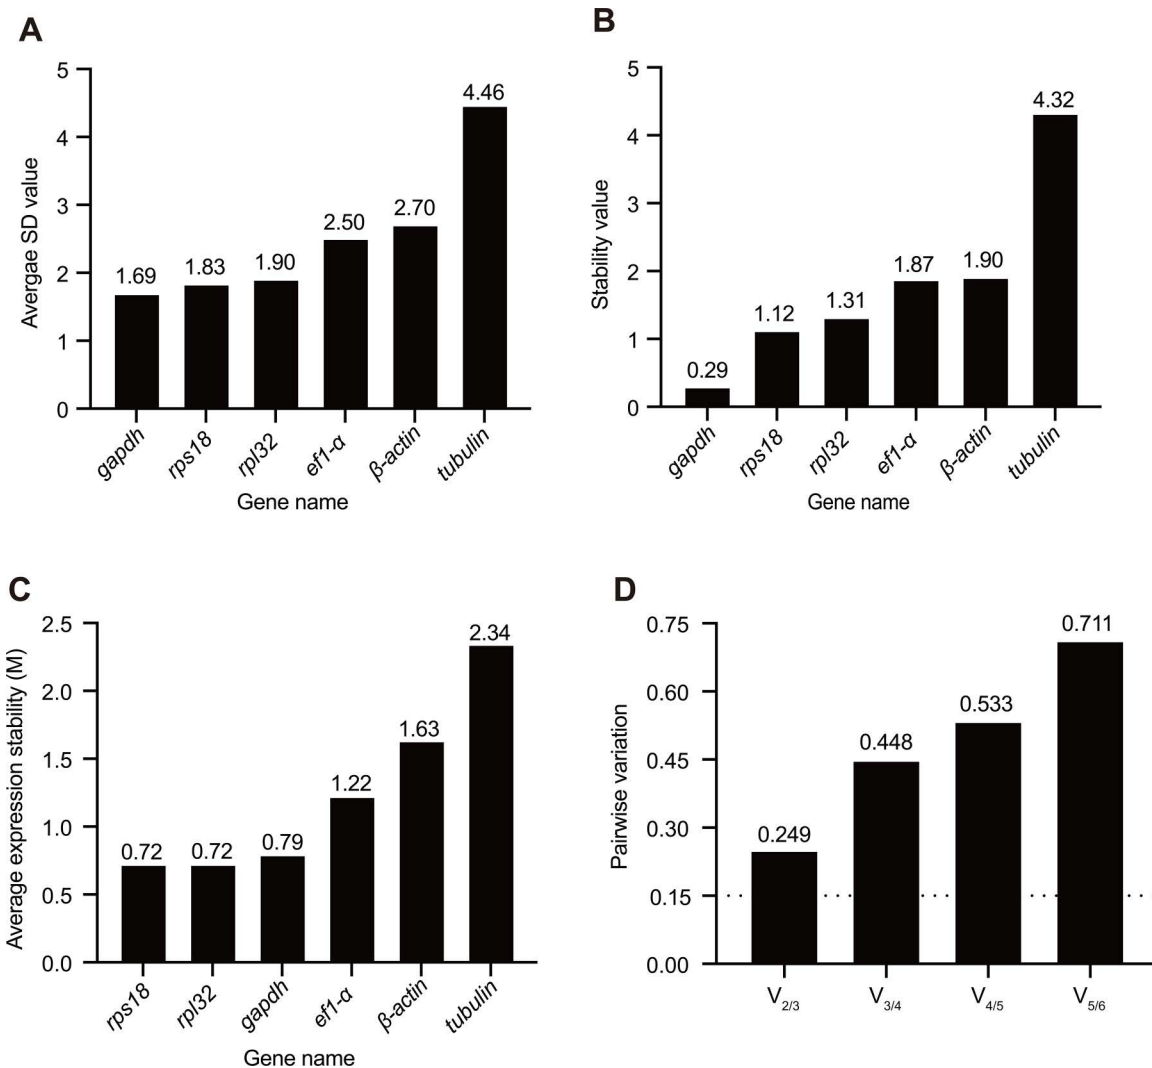 A
Avergae SD value
5
4
3
2
1
0
1.69
1.83
1.90
2.50
2.70
4.46
gapdh
rps18
rpl32
ef1-α
β-actin
tubulin
Gene name
B
Stability value
5
4
3
2
1
0
0.29
1.12
1.31
1.87
1.90
4.32
gapdh
rps18
rpl32
ef1-α
β-actin
tubulin
Gene name
C
Average expression stability (M)
2.5
2.0
1.5
1.0
0.5
0.0
0.72
0.72
0.79
1.22
1.63
2.34
rps18
rpl32
gapdh
ef1-α
β-actin
tubulin
Gene name
D
Pairwise variation
0.75
0.60
0.45
0.30
0.15
0.00
0.249
0.448
0.533
0.711
V2/3
V3/4
V4/5
V5/6